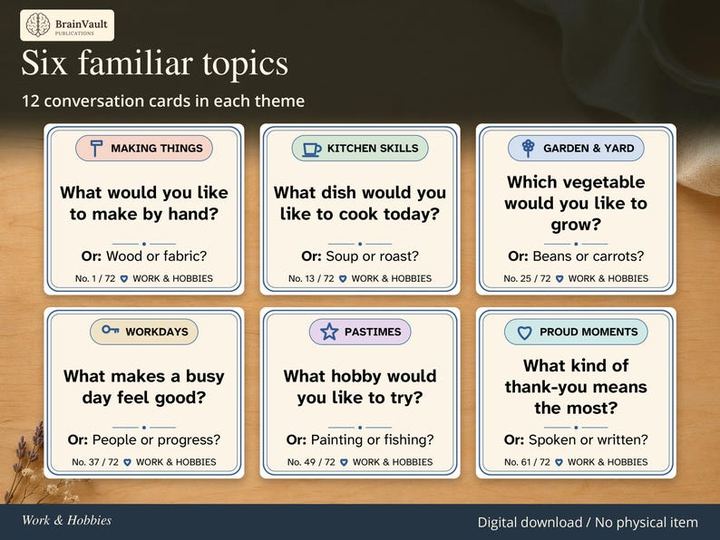 BrainVault
PUBLICATIONS
Six familiar topics
12 conversation cards in each theme
MAKING THINGS
What would you like
to make by hand?
Or: Wood or fabric?
No. 1 / 72 WORK & HOBBIES
KITCHEN SKILLS
What dish would you
like to cook today?
Or: Soup or roast?
No. 13 / 72 WORK & HOBBIES
GARDEN & YARD
Which vegetable
would you like to
grow?
Or: Beans or carrots?
No. 25 / 72 WORK & HOBBIES
WORKDAYS
What makes a busy
day feel good?
Or: People or progress?
No. 37 / 72 WORK & HOBBIES
PASTIMES
What hobby would
you like to try?
Or: Painting or fishing?
No. 49 / 72 WORK & HOBBIES
PROUD MOMENTS
What kind of
thank-you means
the most?
Or: Spoken or written?
No. 61 / 72 WORK & HOBBIES
Work & Hobbies
Digital download / No physical item